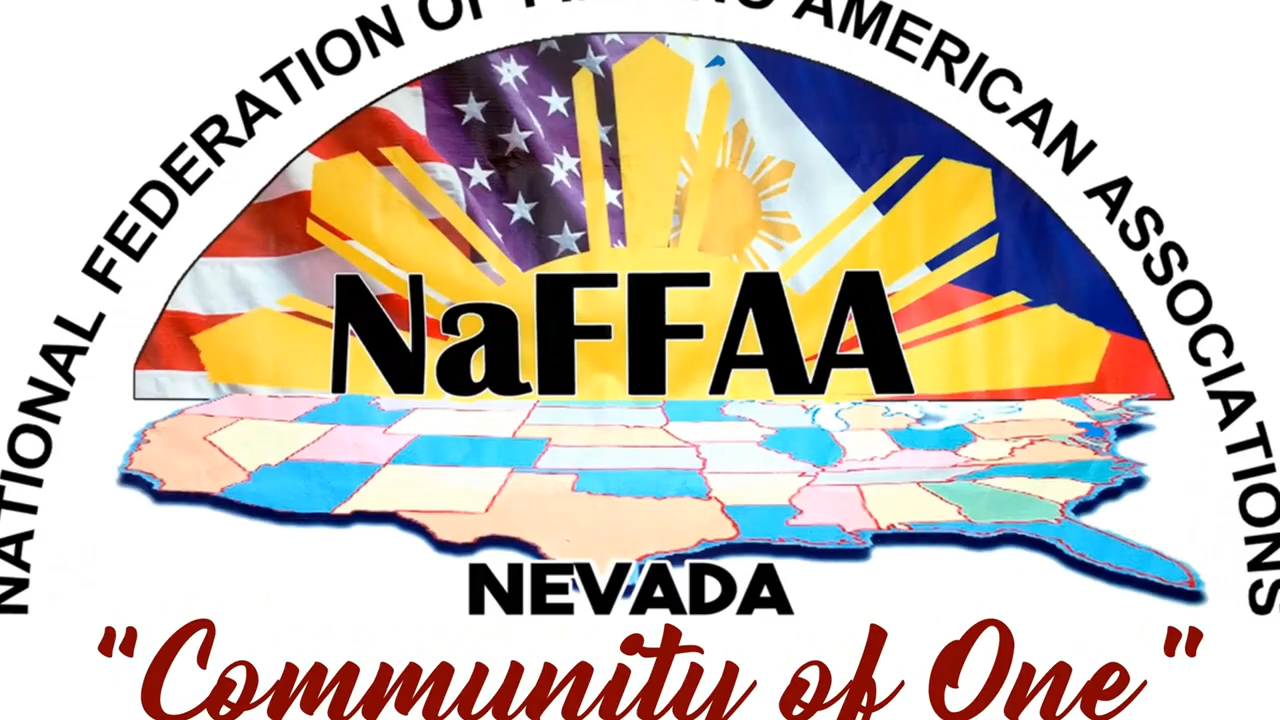 NATIONAL FEDERATION OF AMERICAN ASSOCIATIONS
NaFFAA
NEVADA
"Community of One"